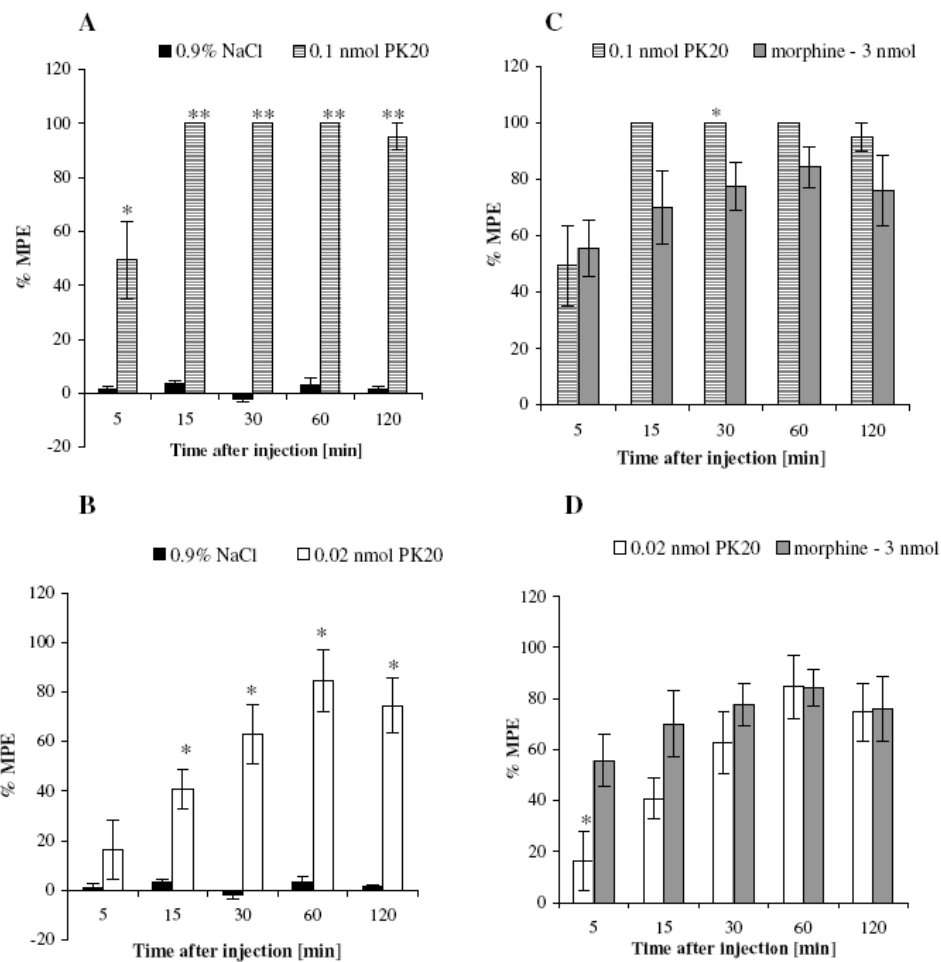 A
0.9% NaCl 0.1 nmol PK20
120
100
80
60
40
20
0
-20
% MPE
* ** ** ** **
5 15 30 60 120
Time after injection [min]
C
0.1 nmol PK20 morphine - 3 nmol
120
100
80
60
40
20
0
% MPE
*
5 15 30 60 120
Time after injection [min]
B
0.9% NaCl 0.02 nmol PK20
120
100
80
60
40
20
0
-20
% MPE
* * * *
5 15 30 60 120
Time after injection [min]
D
0.02 nmol PK20 morphine - 3 nmol
120
100
80
60
40
20
0
% MPE
*
5 15 30 60 120
Time after injection [min]